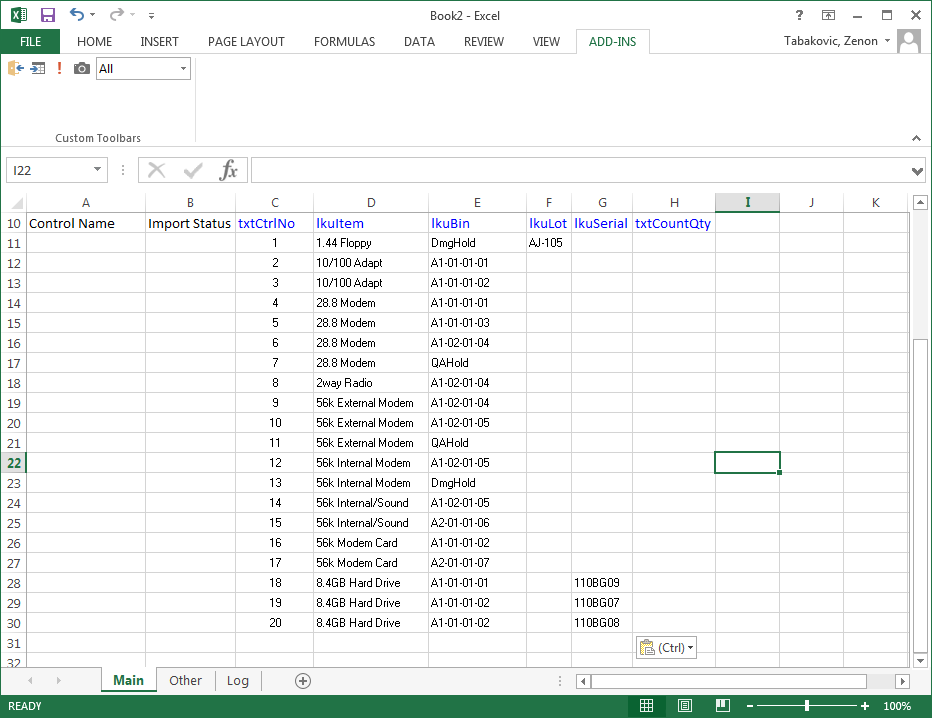 Book2 - Excel
?
FILE HOME INSERT PAGE LAYOUT FORMULAS DATA REVIEW VIEW ADD-INS Tabakovic, Zenon
! All
Custom Toolbars
I22 fx
A B C D E F G H I J K
10 Control Name Import Status txtCtrlNo lkuItem lkuBin lkuLot lkuSerial txtCountQty
11 1 1.44 Floppy DmgHold AJ-105
12 2 10/100 Adapt A1-01-01-01
13 3 10/100 Adapt A1-01-01-02
14 4 28.8 Modem A1-01-01-01
15 5 28.8 Modem A1-01-01-03
16 6 28.8 Modem A1-02-01-04
17 7 28.8 Modem QAHold
18 8 2way Radio A1-02-01-04
19 9 56k External Modem A1-02-01-04
20 10 56k External Modem A1-02-01-05
21 11 56k External Modem QAHold
22 12 56k Internal Modem A1-02-01-05
23 13 56k Internal Modem DmgHold
24 14 56k Internal/Sound A1-02-01-05
25 15 56k Internal/Sound A2-01-01-06
26 16 56k Modem Card A1-01-01-02
27 17 56k Modem Card A2-01-01-07
28 18 8.4GB Hard Drive A1-01-01-01 110BG09
29 19 8.4GB Hard Drive A1-01-01-02 110BG07
30 20 8.4GB Hard Drive A1-01-01-02 110BG08
31 (Ctrl)
32
Main Other Log
READY 100%